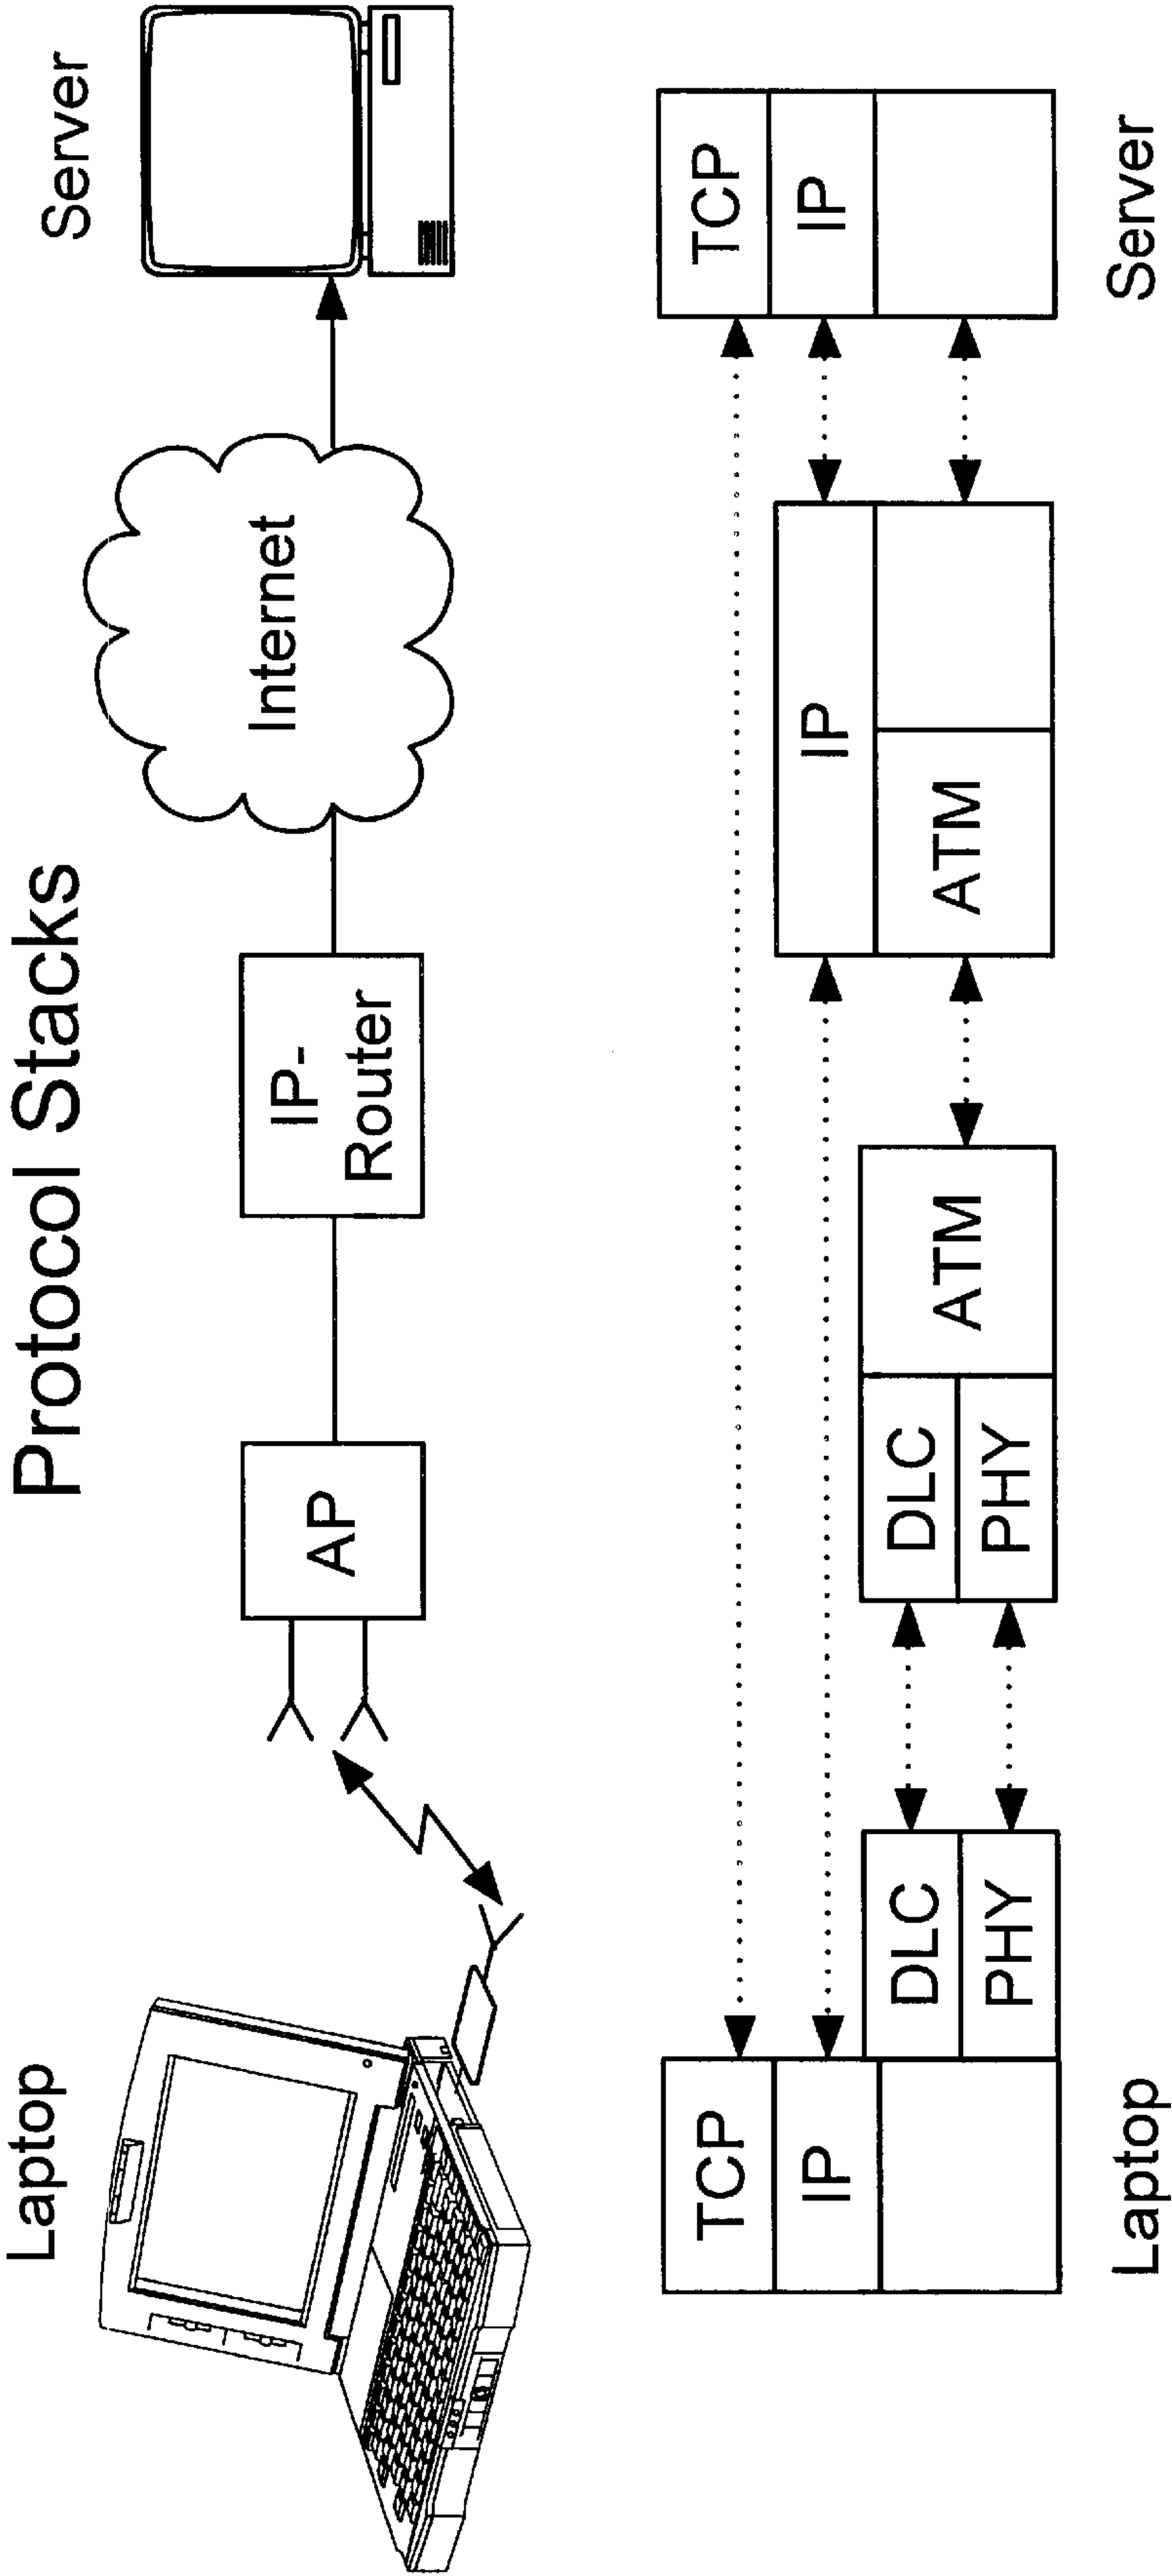 Protocol Stacks
Laptop
Server
AP
IP-
Router
Internet
TCP
IP
DLC
PHY
DLC
PHY
ATM
IP
ATM
TCP
IP
Laptop
Server